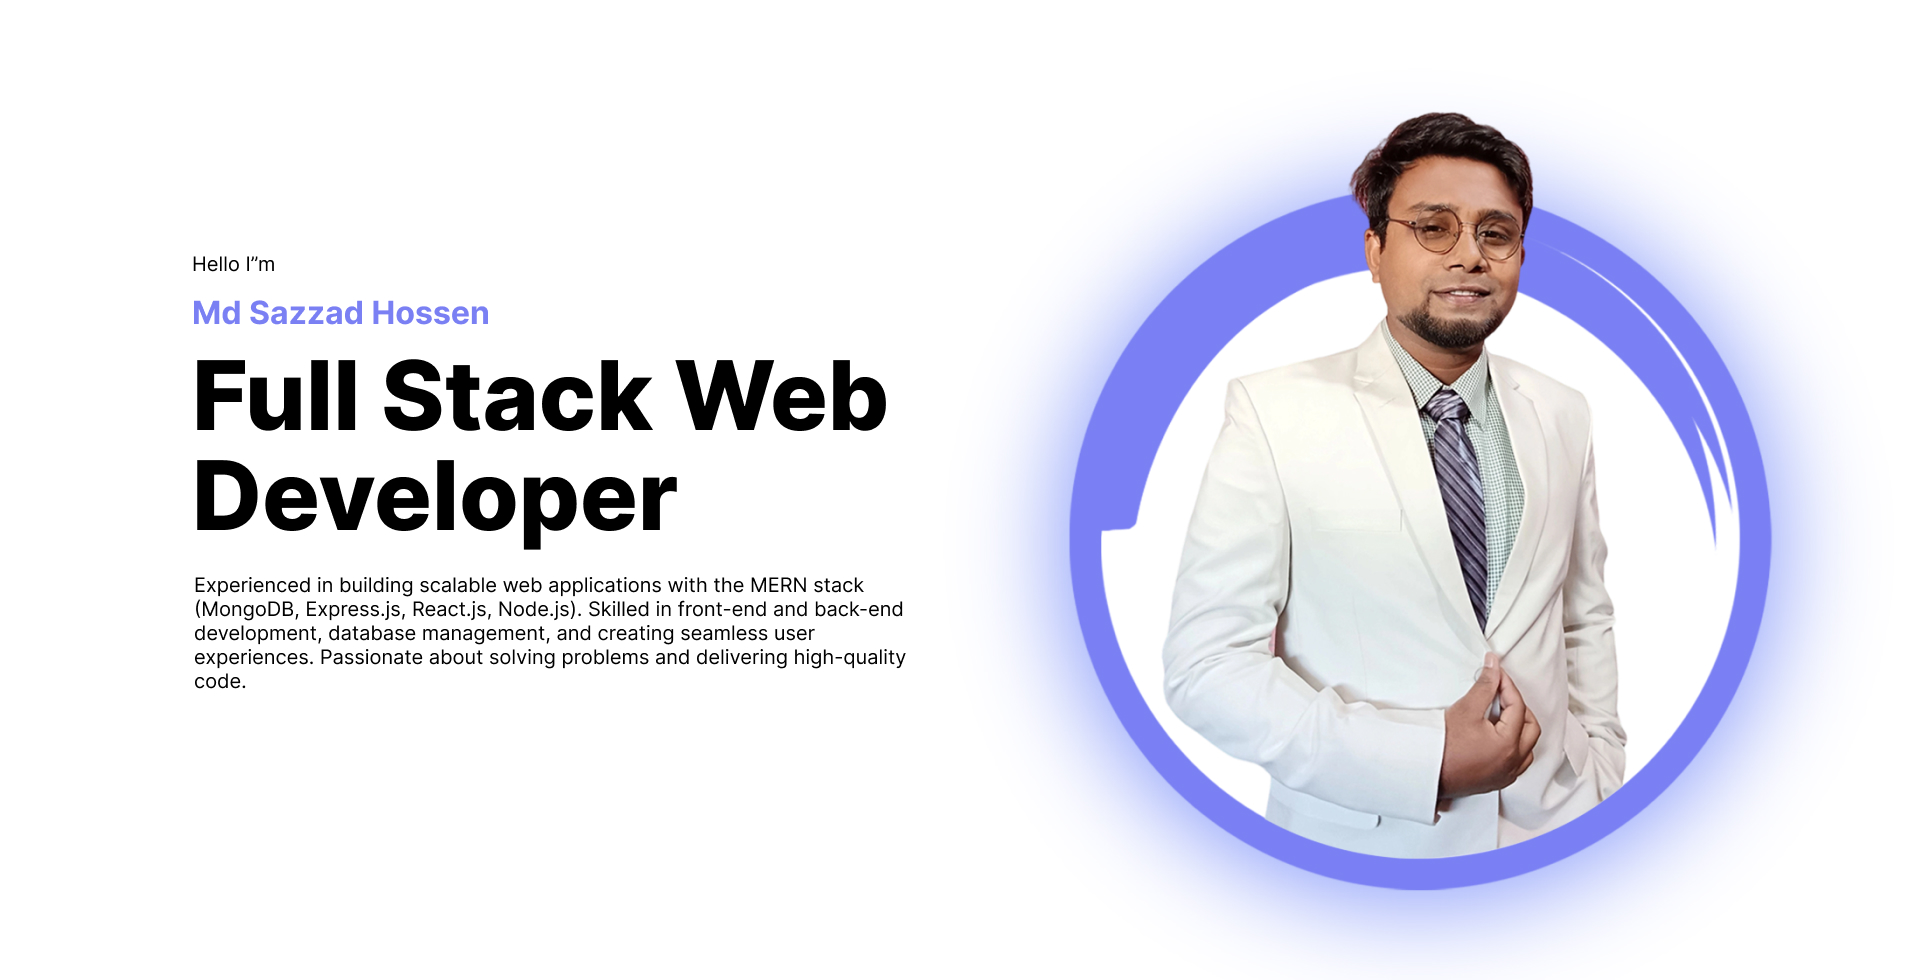 Hello I”m
Md Sazzad Hossen
Full Stack Web
Developer
Experienced in building scalable web applications with the MERN stack
(MongoDB, Express.js, React.js, Node.js). Skilled in front-end and back-end
development, database management, and creating seamless user
experiences. Passionate about solving problems and delivering high-quality
code.